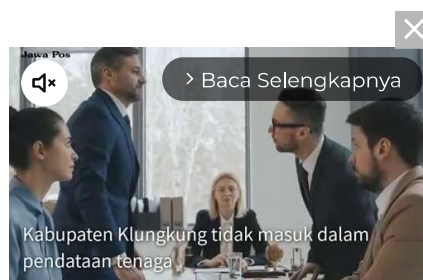 Jawa Pos
> Baca Selengkapnya
Kabupaten Klungkung tidak masuk dalam
pendataan tenaga